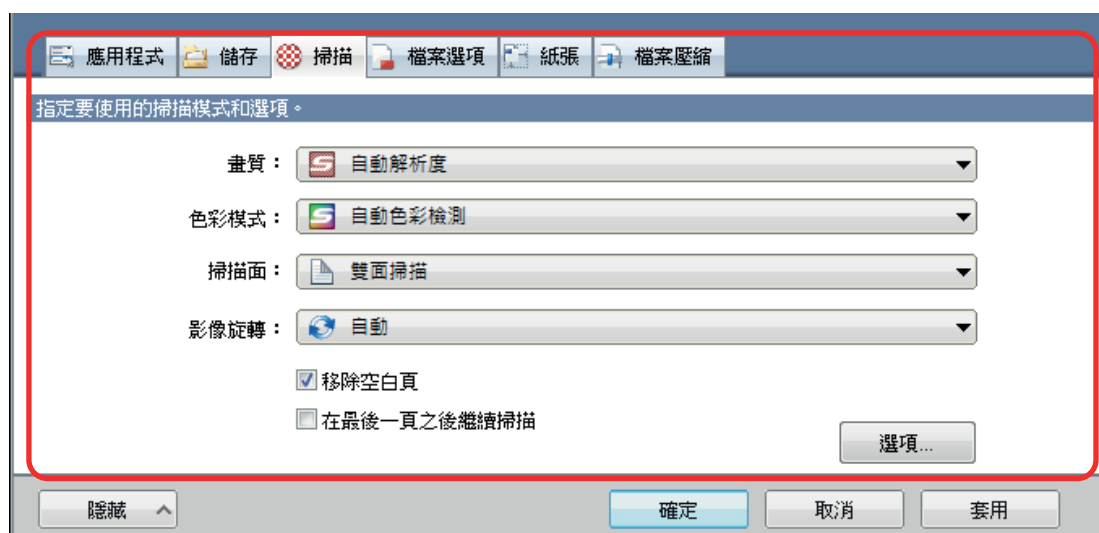 應用程式 儲存 掃描 檔案選項 紙張 檔案壓縮
指定要使用的掃描模式和選項。
畫質： 自動解析度
色彩模式： 自動色彩檢測
掃描面： 雙面掃描
影像旋轉： 自動
移除空白頁
在最後一頁之後繼續掃描
選項...
隱藏 確定 取消 套用